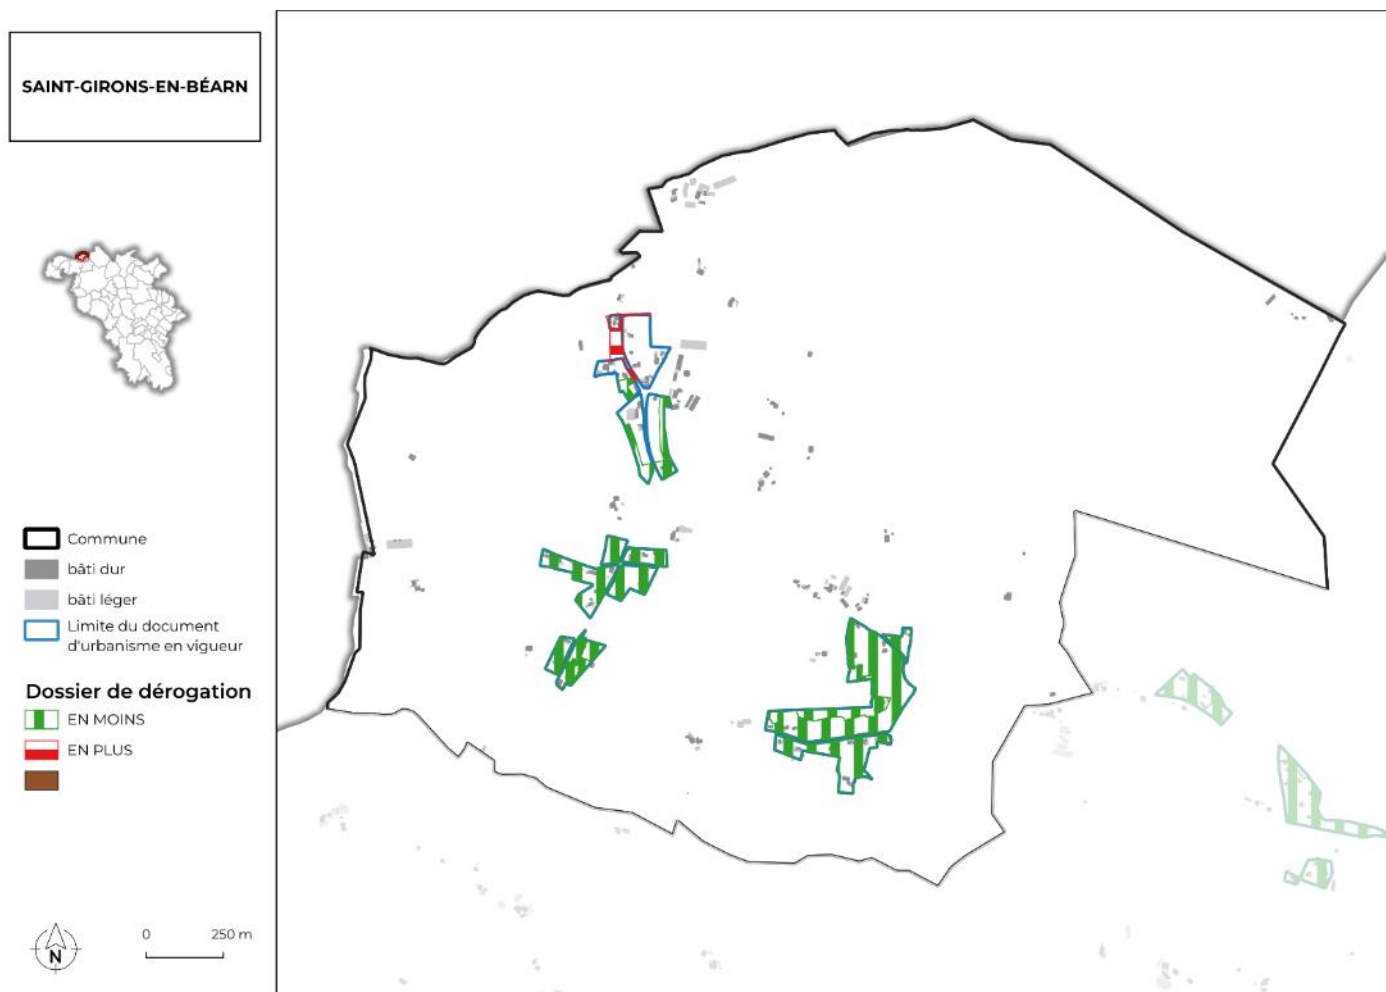 SAINT-GIRONS-EN-BÉARN
Commune
bâti dur
bâti léger
Limite du document
d'urbanisme en vigueur
Dossier de dérogation
EN MOINS
EN PLUS
N
0 250 m